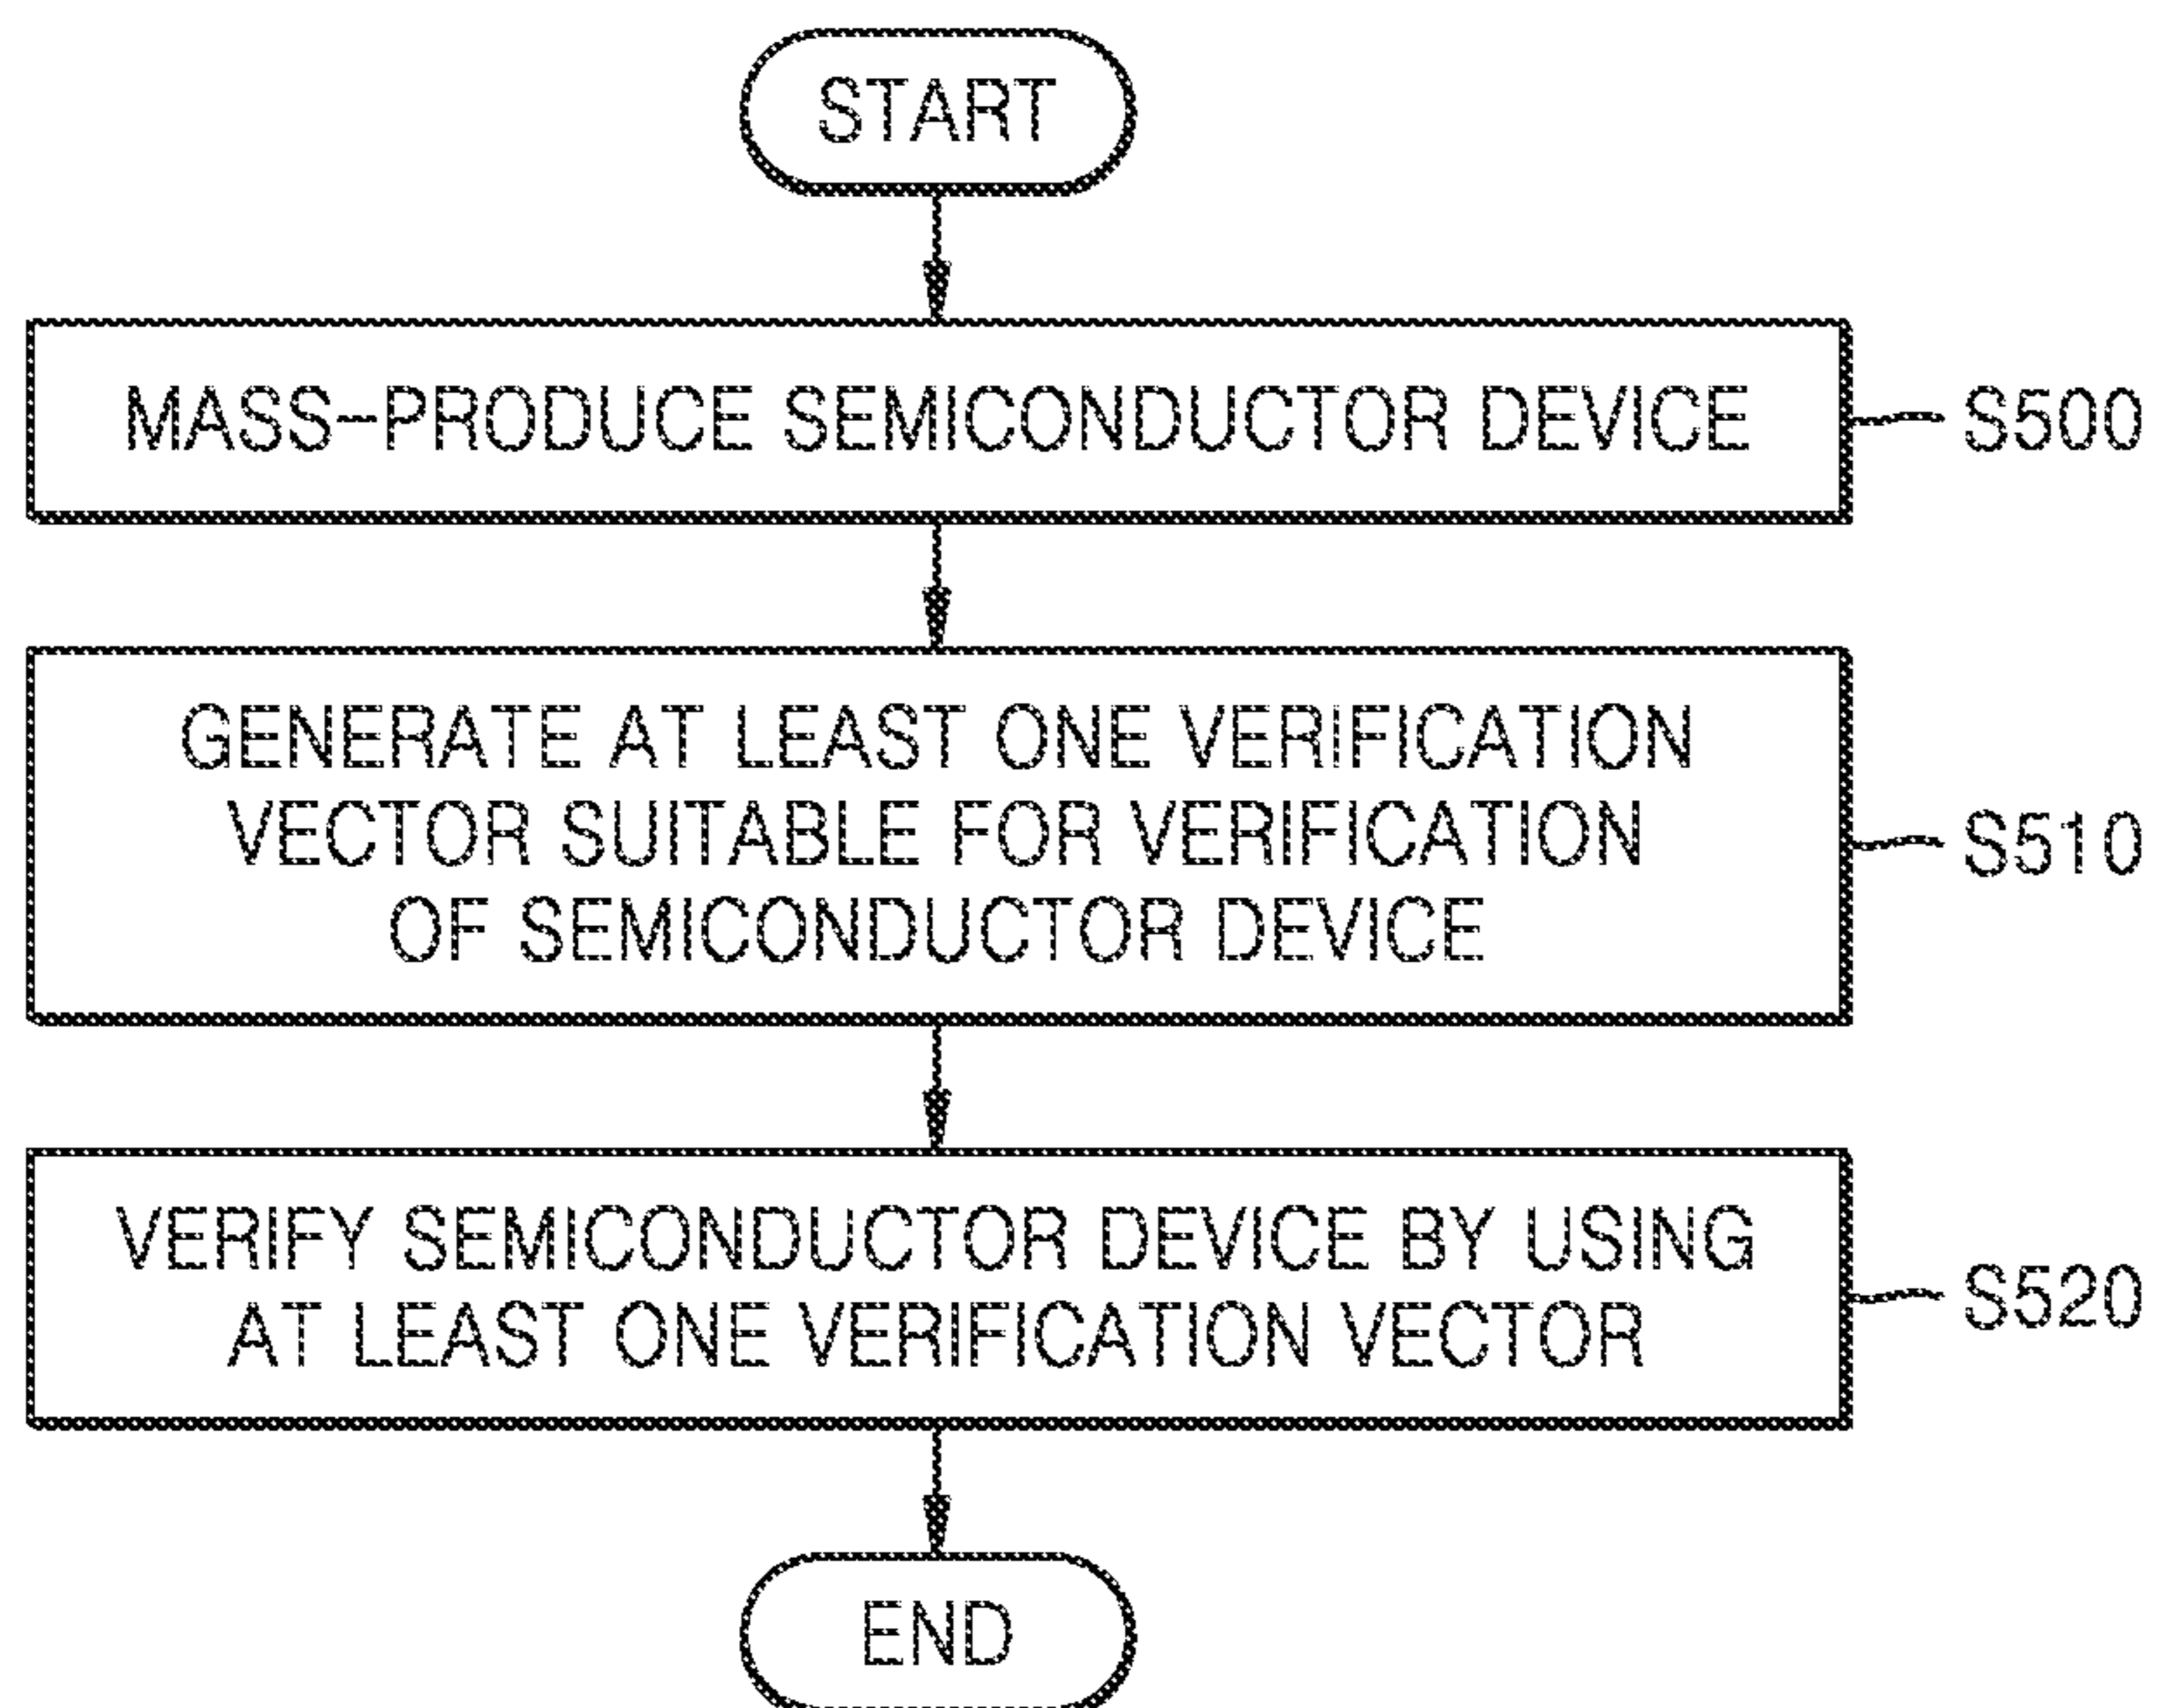 START
MASS-PRODUCE SEMICONDUCTOR DEVICE
S500
GENERATE AT LEAST ONE VERIFICATION
VECTOR SUITABLE FOR VERIFICATION
OF SEMICONDUCTOR DEVICE
S510
VERIFY SEMICONDUCTOR DEVICE BY USING
AT LEAST ONE VERIFICATION VECTOR
S520
END